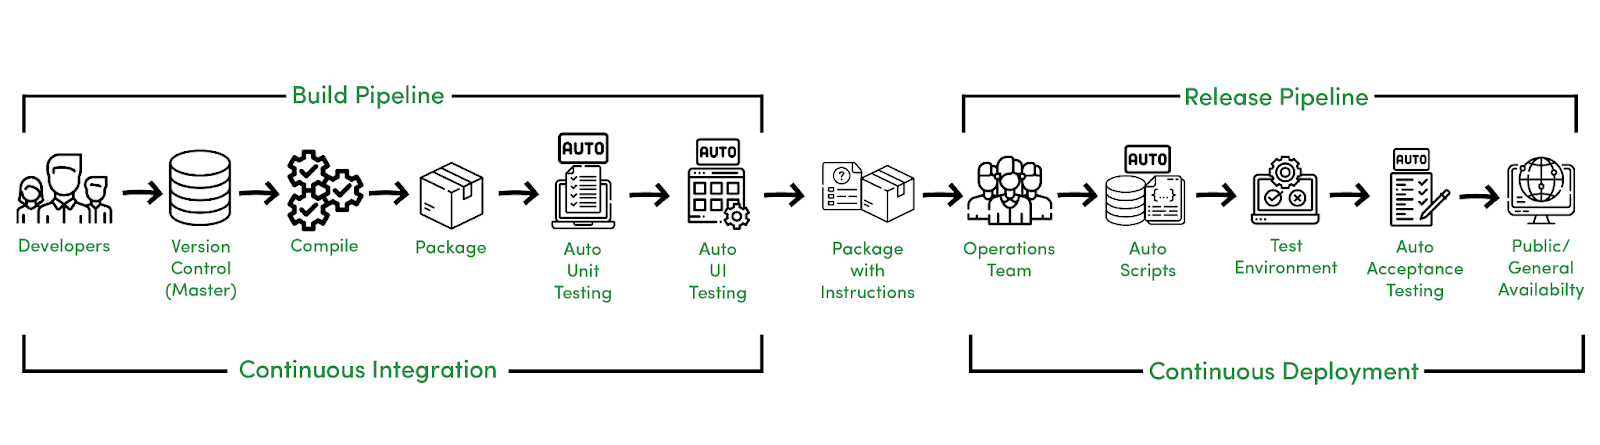 Build Pipeline
Release Pipeline
AUTO
AUTO
AUTO
AUTO
?
{...}
Developers
Version
Control
(Master)
Compile
Package
Auto
Unit
Testing
Auto
UI
Testing
Package
with
Instructions
Operations
Team
Auto
Scripts
Test
Environment
Auto
Acceptance
Testing
Public/
General
Availabilty
Continuous Integration
Continuous Deployment